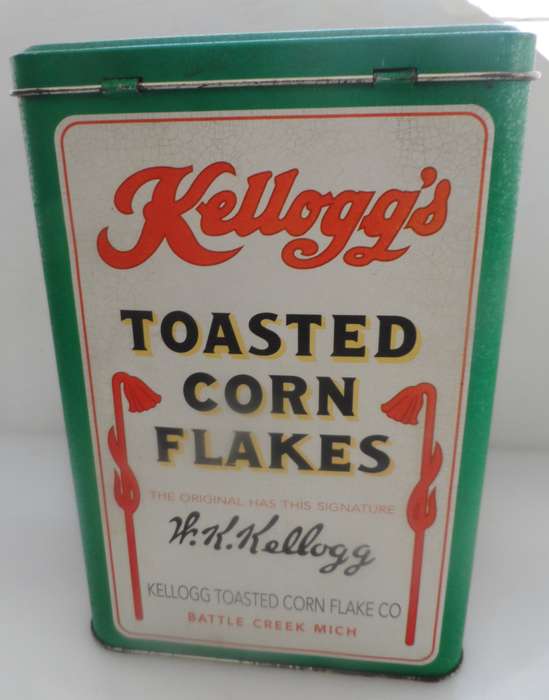 Kellogg's
TOASTED
CORN
FLAKES
THE ORIGINAL HAS THIS SIGNATURE
W.K.Kellogg
KELLOGG TOASTED CORN FLAKE CO
BATTLE CREEK MICH